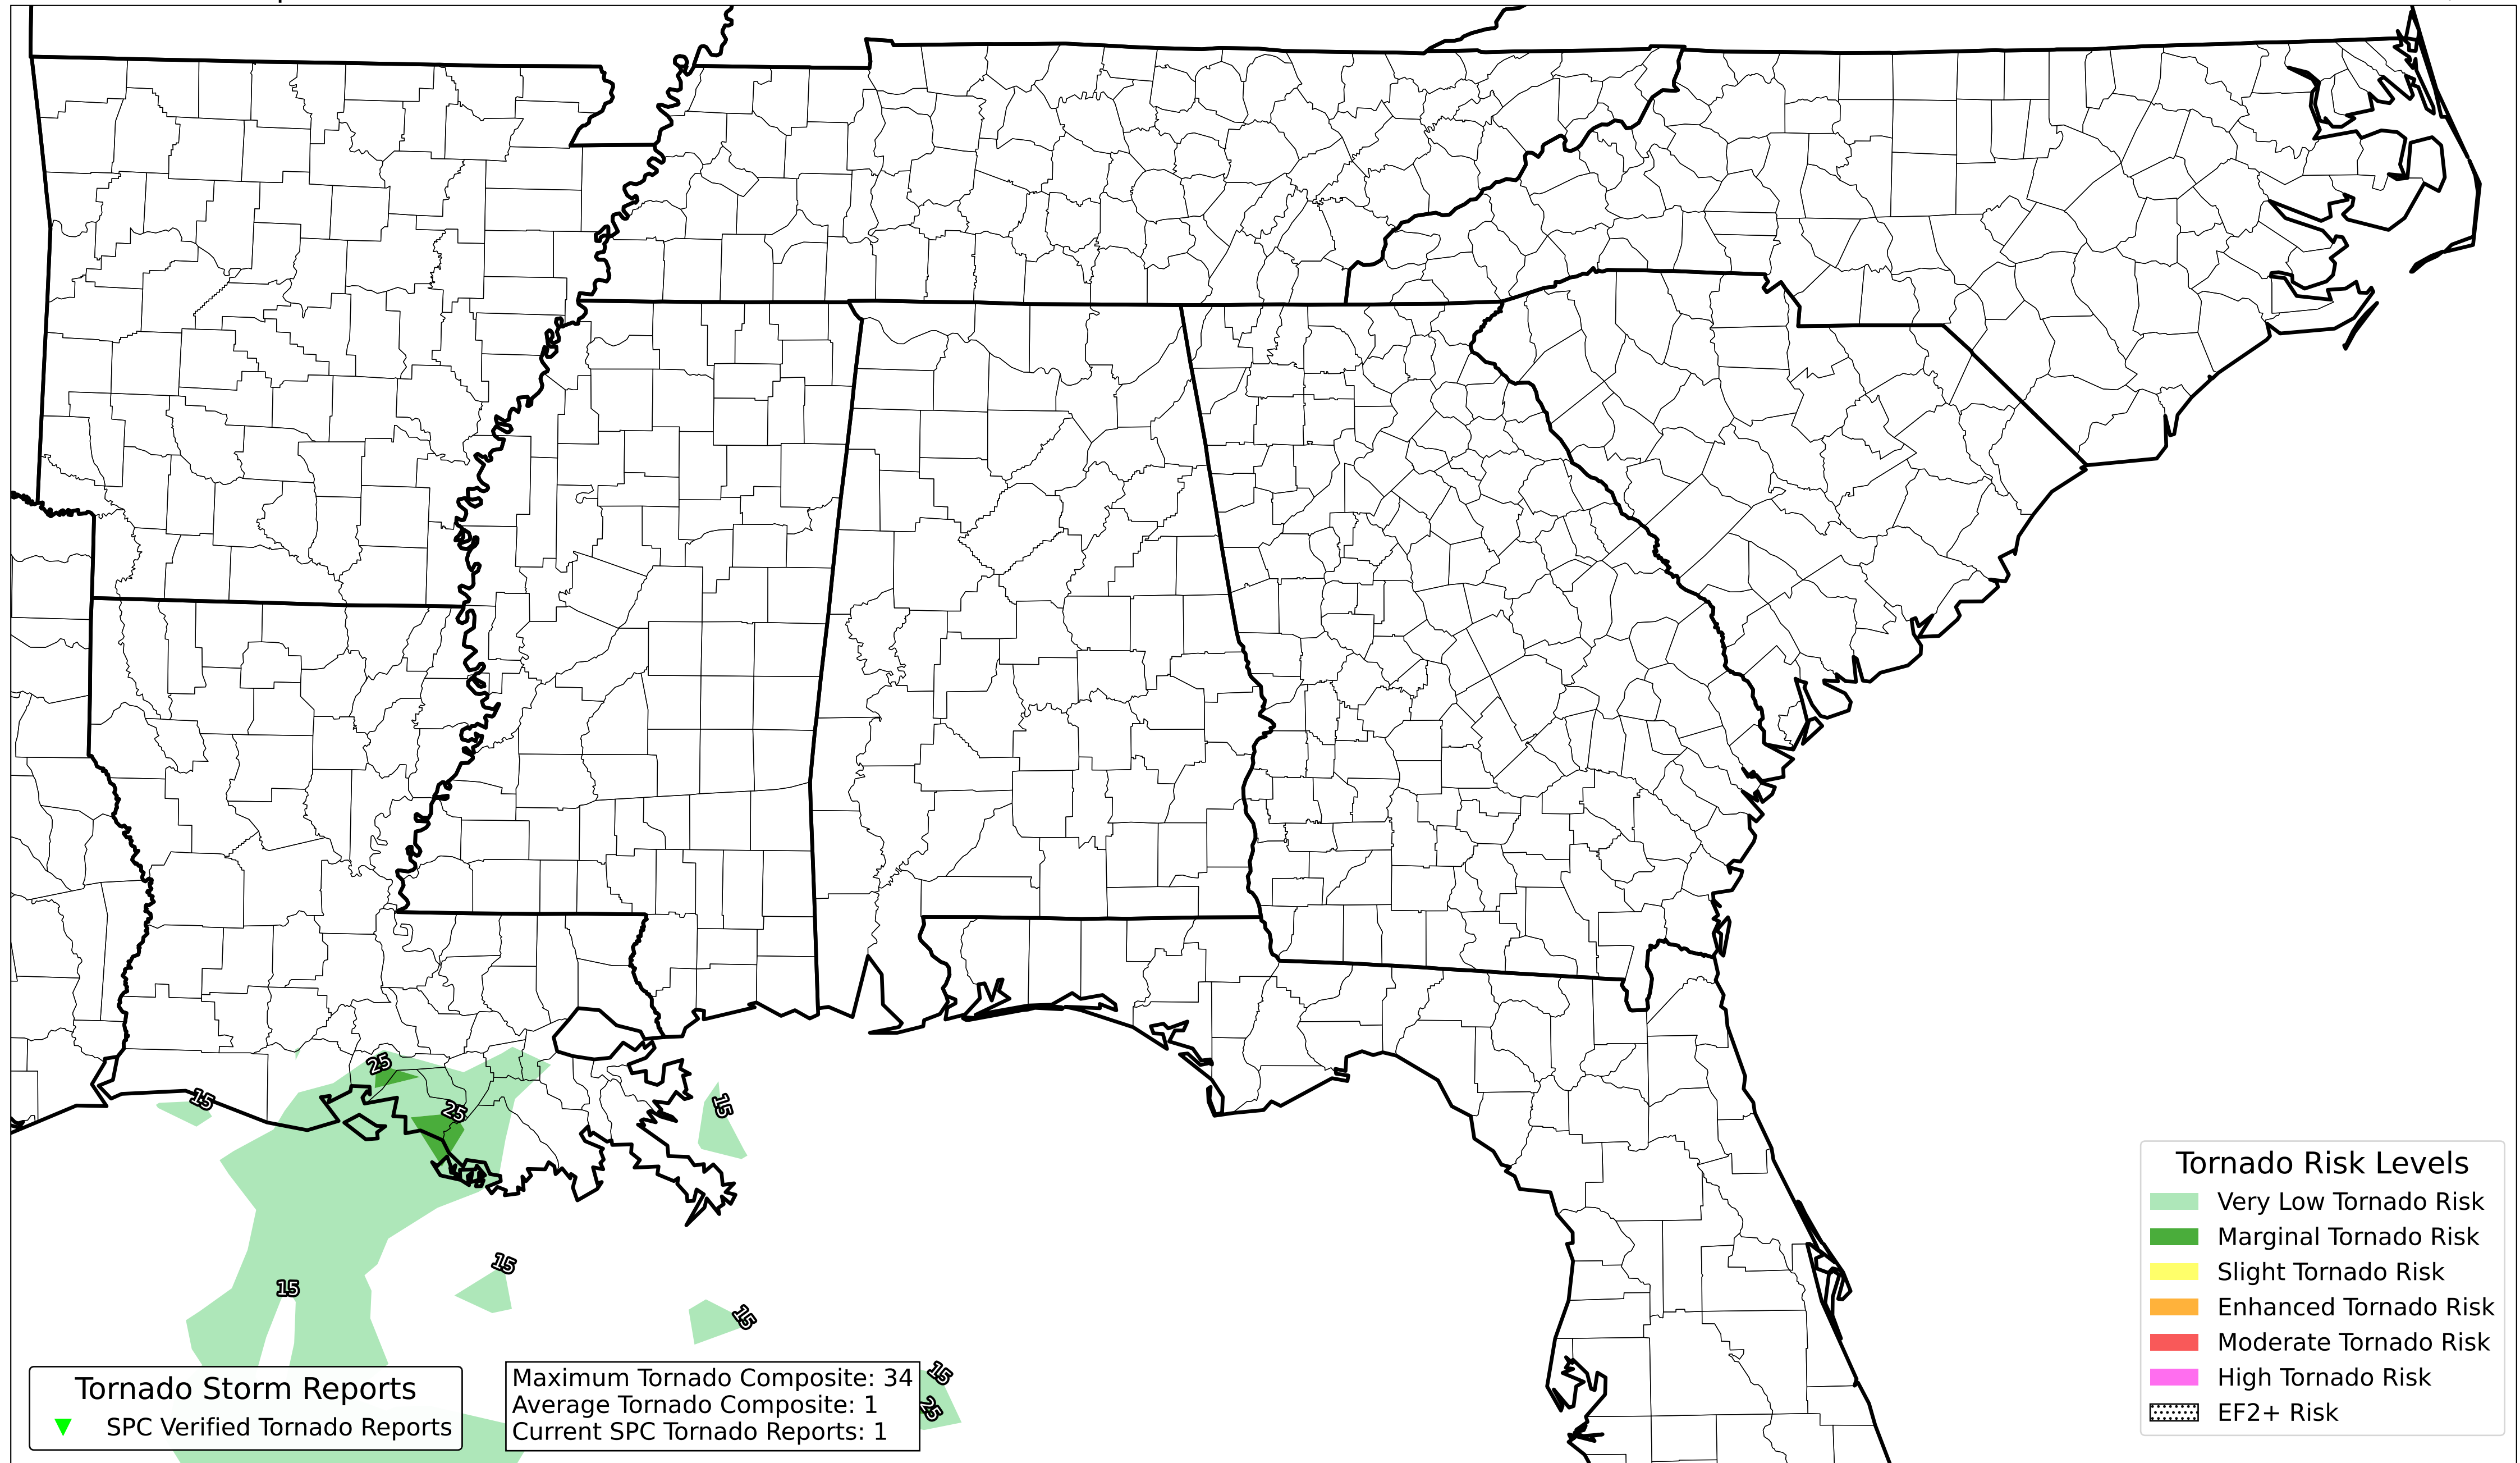 25
15
25
15
15
15
15
15
25
Tornado Storm Reports
SPC Verified Tornado Reports
Maximum Tornado Composite: 34
Average Tornado Composite: 1
Current SPC Tornado Reports: 1
Tornado Risk Levels
Very Low Tornado Risk
Marginal Tornado Risk
Slight Tornado Risk
Enhanced Tornado Risk
Moderate Tornado Risk
High Tornado Risk
EF2+ Risk